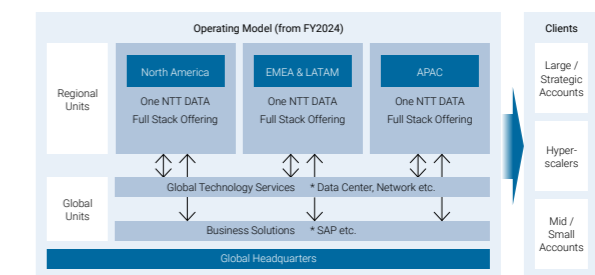 Operating Model (from FY2024)
Regional
Units
North America
One NTT DATA
Full Stack Offering
EMEA & LATAM
One NTT DATA
Full Stack Offering
APAC
One NTT DATA
Full Stack Offering
Global
Units
Global Technology Services * Data Center, Network etc.
Business Solutions * SAP etc.
Global Headquarters
Clients
Large /
Strategic
Accounts
Hyper-
scalers
Mid /
Small
Accounts